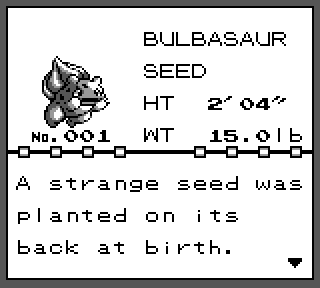 BULBASAUR
SEED
HT 2′04″
No.001 WT 15.0lb
A strange seed was
planted on its
back at birth.